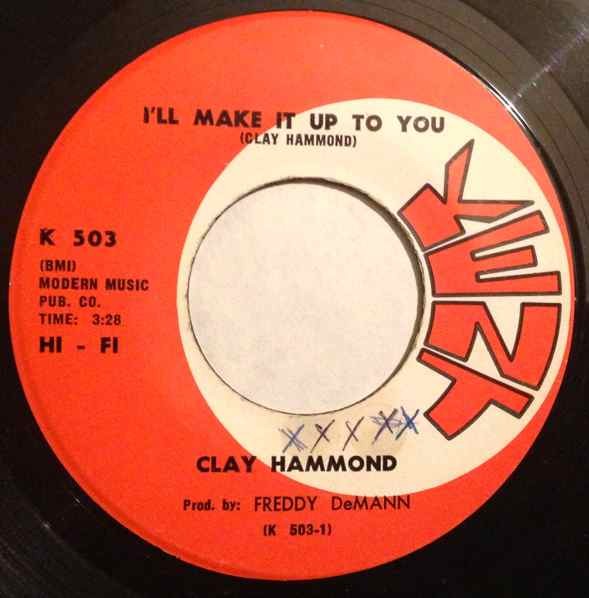 I'LL MAKE IT UP TO YOU
(CLAY HAMMOND)
KENT
K 503
(BMI)
MODERN MUSIC
PUB. CO.
TIME: 3:28
HI - FI
X X X X X
CLAY HAMMOND
Prod. by: FREDDY DeMANN
(K 503-1)